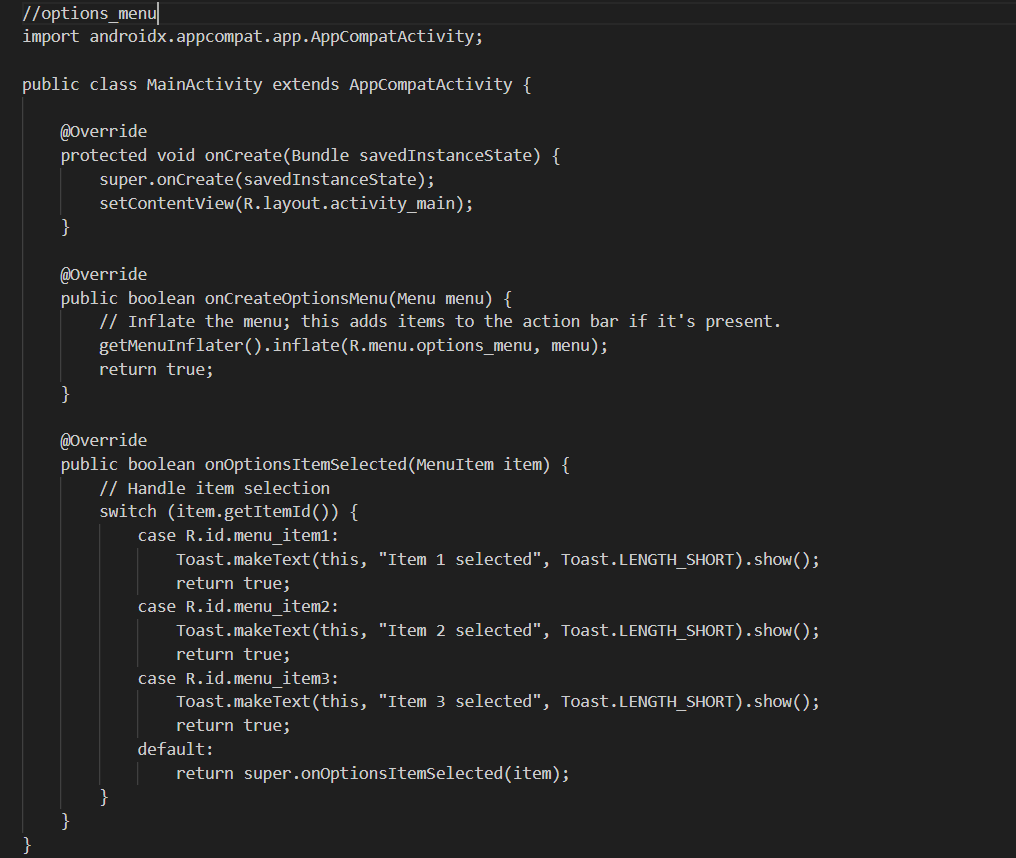 //options_menu
import androidx.appcompat.app.AppCompatActivity;

public class MainActivity extends AppCompatActivity {

    @Override
    protected void onCreate(Bundle savedInstanceState) {
        super.onCreate(savedInstanceState);
        setContentView(R.layout.activity_main);
    }

    @Override
    public boolean onCreateOptionsMenu(Menu menu) {
        // Inflate the menu; this adds items to the action bar if it's present.
        getMenuInflater().inflate(R.menu.options_menu, menu);
        return true;
    }

    @Override
    public boolean onOptionsItemSelected(MenuItem item) {
        // Handle item selection
        switch (item.getItemId()) {
            case R.id.menu_item1:
                Toast.makeText(this, "Item 1 selected", Toast.LENGTH_SHORT).show();
                return true;
            case R.id.menu_item2:
                Toast.makeText(this, "Item 2 selected", Toast.LENGTH_SHORT).show();
                return true;
            case R.id.menu_item3:
                Toast.makeText(this, "Item 3 selected", Toast.LENGTH_SHORT).show();
                return true;
            default:
                return super.onOptionsItemSelected(item);
        }
    }
}